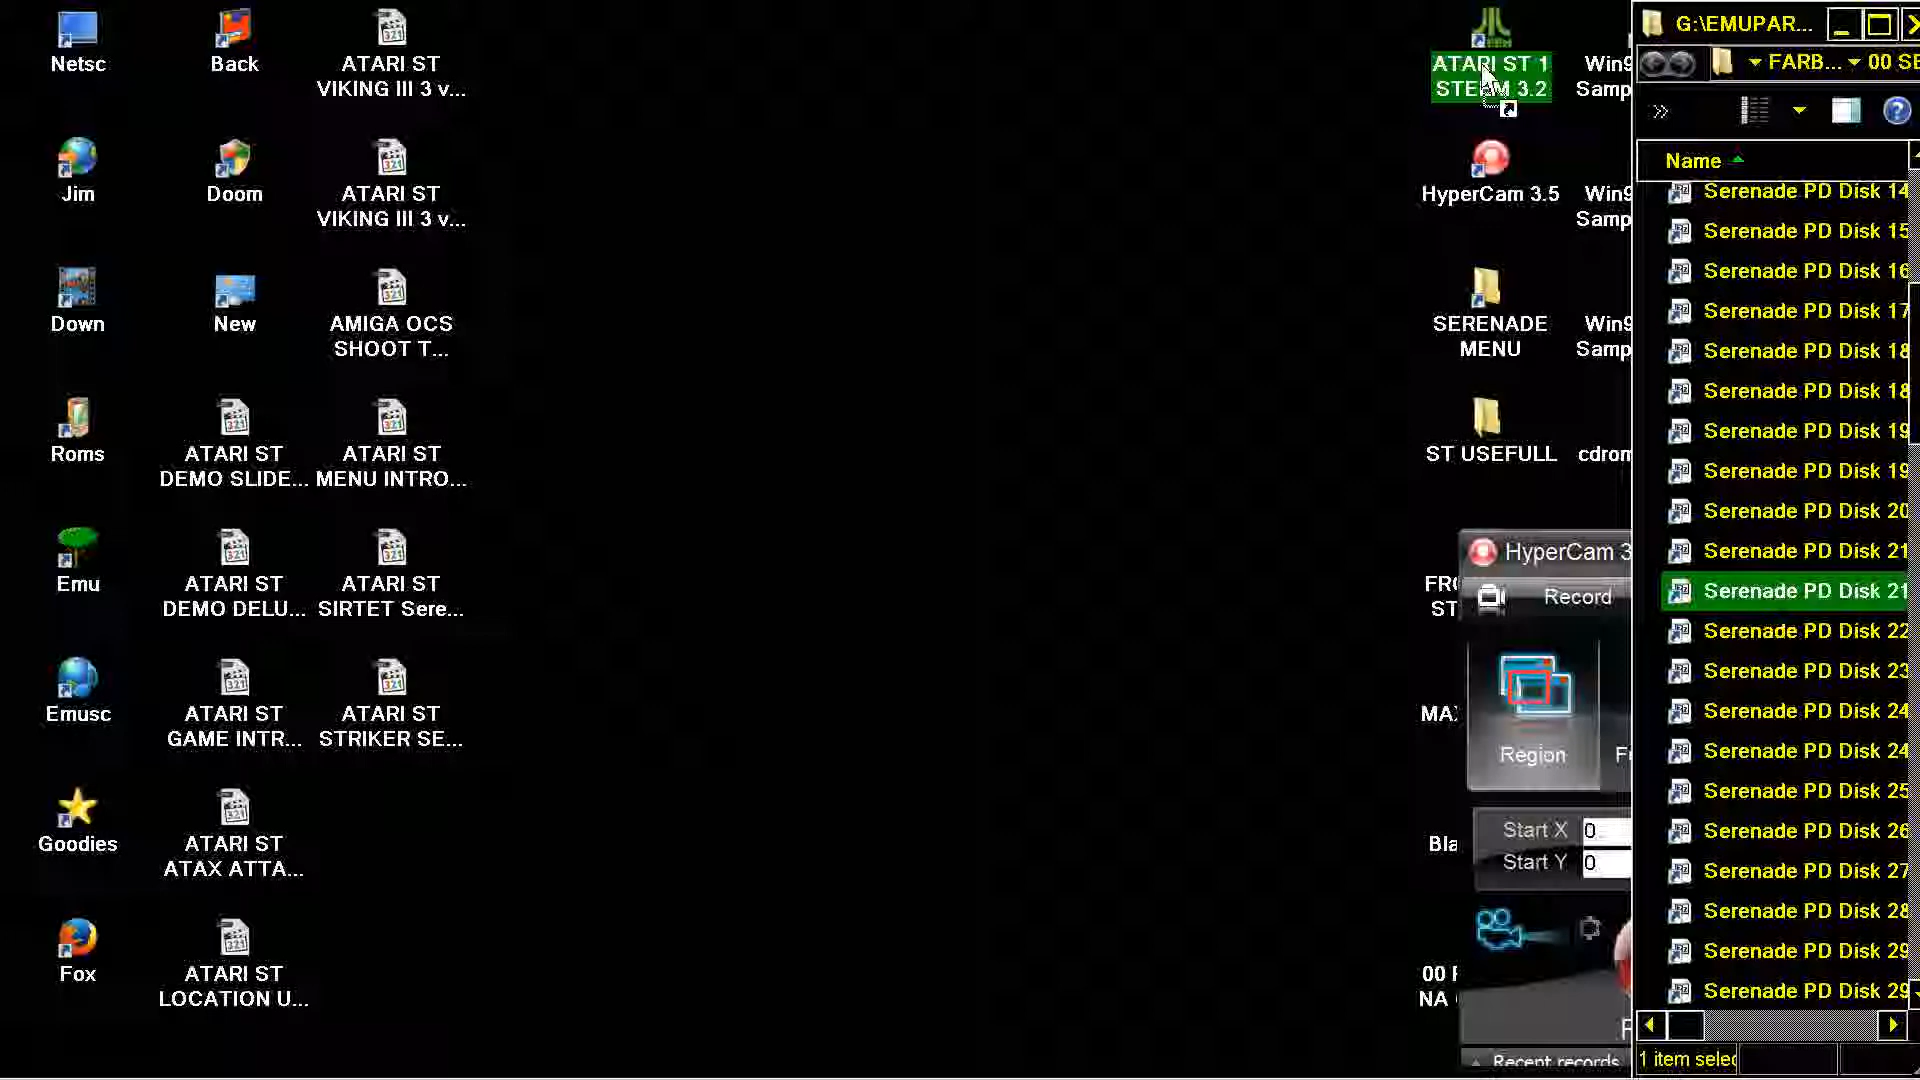 Netsc
Back
ATARI ST
VIKING III 3 v...
Jim
Doom
ATARI ST
VIKING III 3 v...
Down
New
AMIGA OCS
SHOOT T...
Roms
ATARI ST
DEMO SLIDE...
ATARI ST
MENU INTRO...
Emu
ATARI ST
DEMO DELU...
ATARI ST
SIRTET Sere...
Emusc
ATARI ST
GAME INTR...
ATARI ST
STRIKER SE...
Goodies
ATARI ST
ATAX ATTA...
Fox
ATARI ST
LOCATION U...
ATARI ST 1
STEEM 3.2
Win9
Samp
HyperCam 3.5
Win9
Samp
SERENADE
MENU
Win9
Samp
ST USEFULL
cdrom
FRO
ST
MAX
Bla
00 F
NA
HyperCam 3
Record
Region
Start X
0
Start Y
0
Recent records
G:\EMUPAR...
FARB...
00 SE
Name
Serenade PD Disk 14
Serenade PD Disk 15
Serenade PD Disk 16
Serenade PD Disk 17
Serenade PD Disk 18
Serenade PD Disk 18
Serenade PD Disk 19
Serenade PD Disk 19
Serenade PD Disk 20
Serenade PD Disk 21
Serenade PD Disk 21
Serenade PD Disk 22
Serenade PD Disk 23
Serenade PD Disk 24
Serenade PD Disk 24
Serenade PD Disk 25
Serenade PD Disk 26
Serenade PD Disk 27
Serenade PD Disk 28
Serenade PD Disk 29
Serenade PD Disk 29
1 item selec